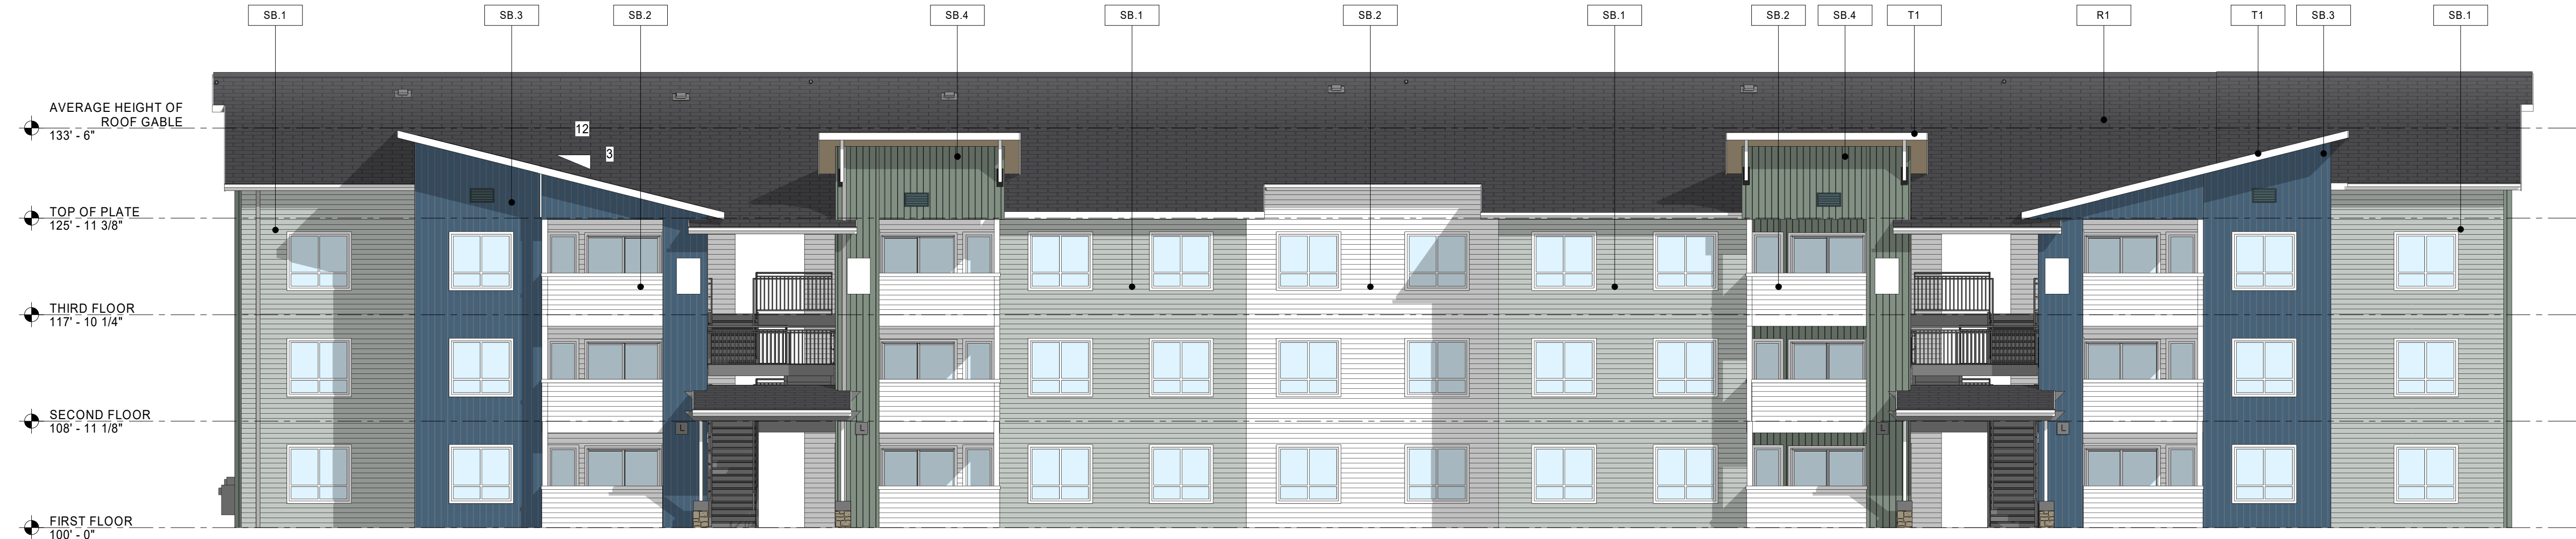 SB.1
SB.3
SB.2
SB.4
SB.1
SB.2
SB.1
SB.2
SB.4
T1
R1
T1
SB.3
SB.1
AVERAGE HEIGHT OF
ROOF GABLE
133' - 6"
12
3
TOP OF PLATE
125' - 11 3/8"
THIRD FLOOR
117' - 10 1/4"
SECOND FLOOR
108' - 11 1/8"
L
L
L
L
FIRST FLOOR
100' - 0"